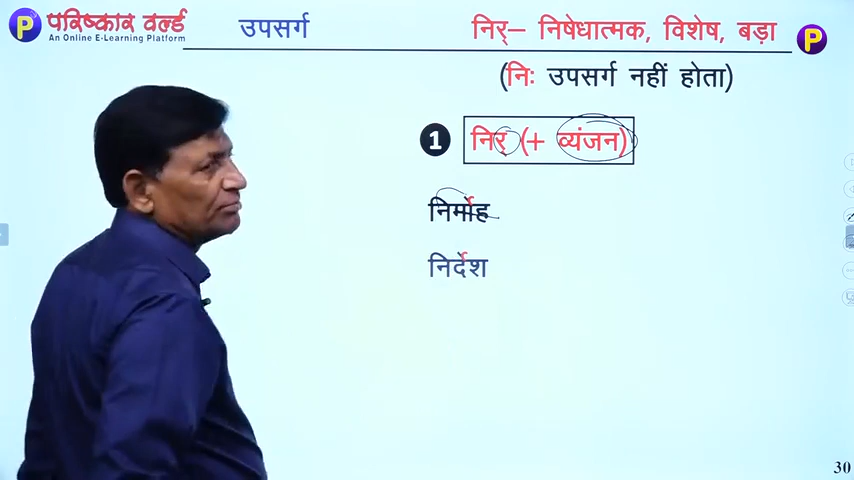 परिष्कार वर्ल्ड
An Online E-Learning Platform
उपसर्ग
निर्– निषेधात्मक, विशेष, बड़ा
(निः उपसर्ग नहीं होता)
1 निर् (+ व्यंजन)
निर्मोह
निर्देश
30